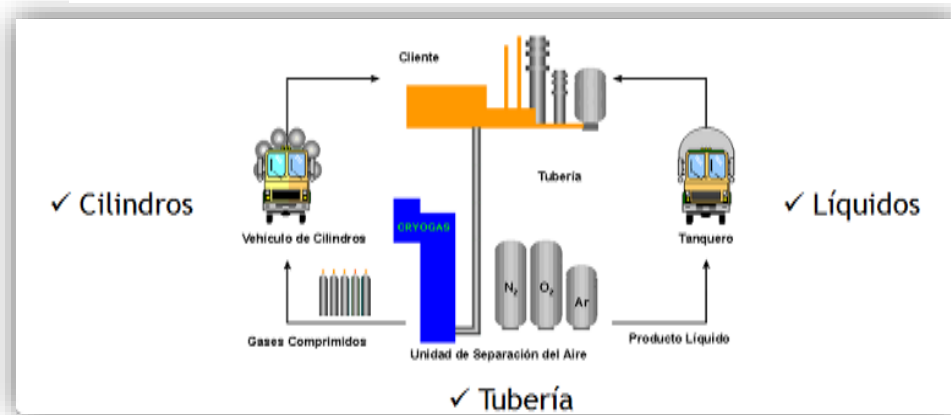 Cliente
Tubería
✓ Cilindros
✓ Líquidos
Vehículo de Cilindros
CRYOGAS
Tanquero
N₂
O₂
Ar
Gases Comprimidos
Unidad de Separación del Aire
Producto Líquido
✓ Tubería